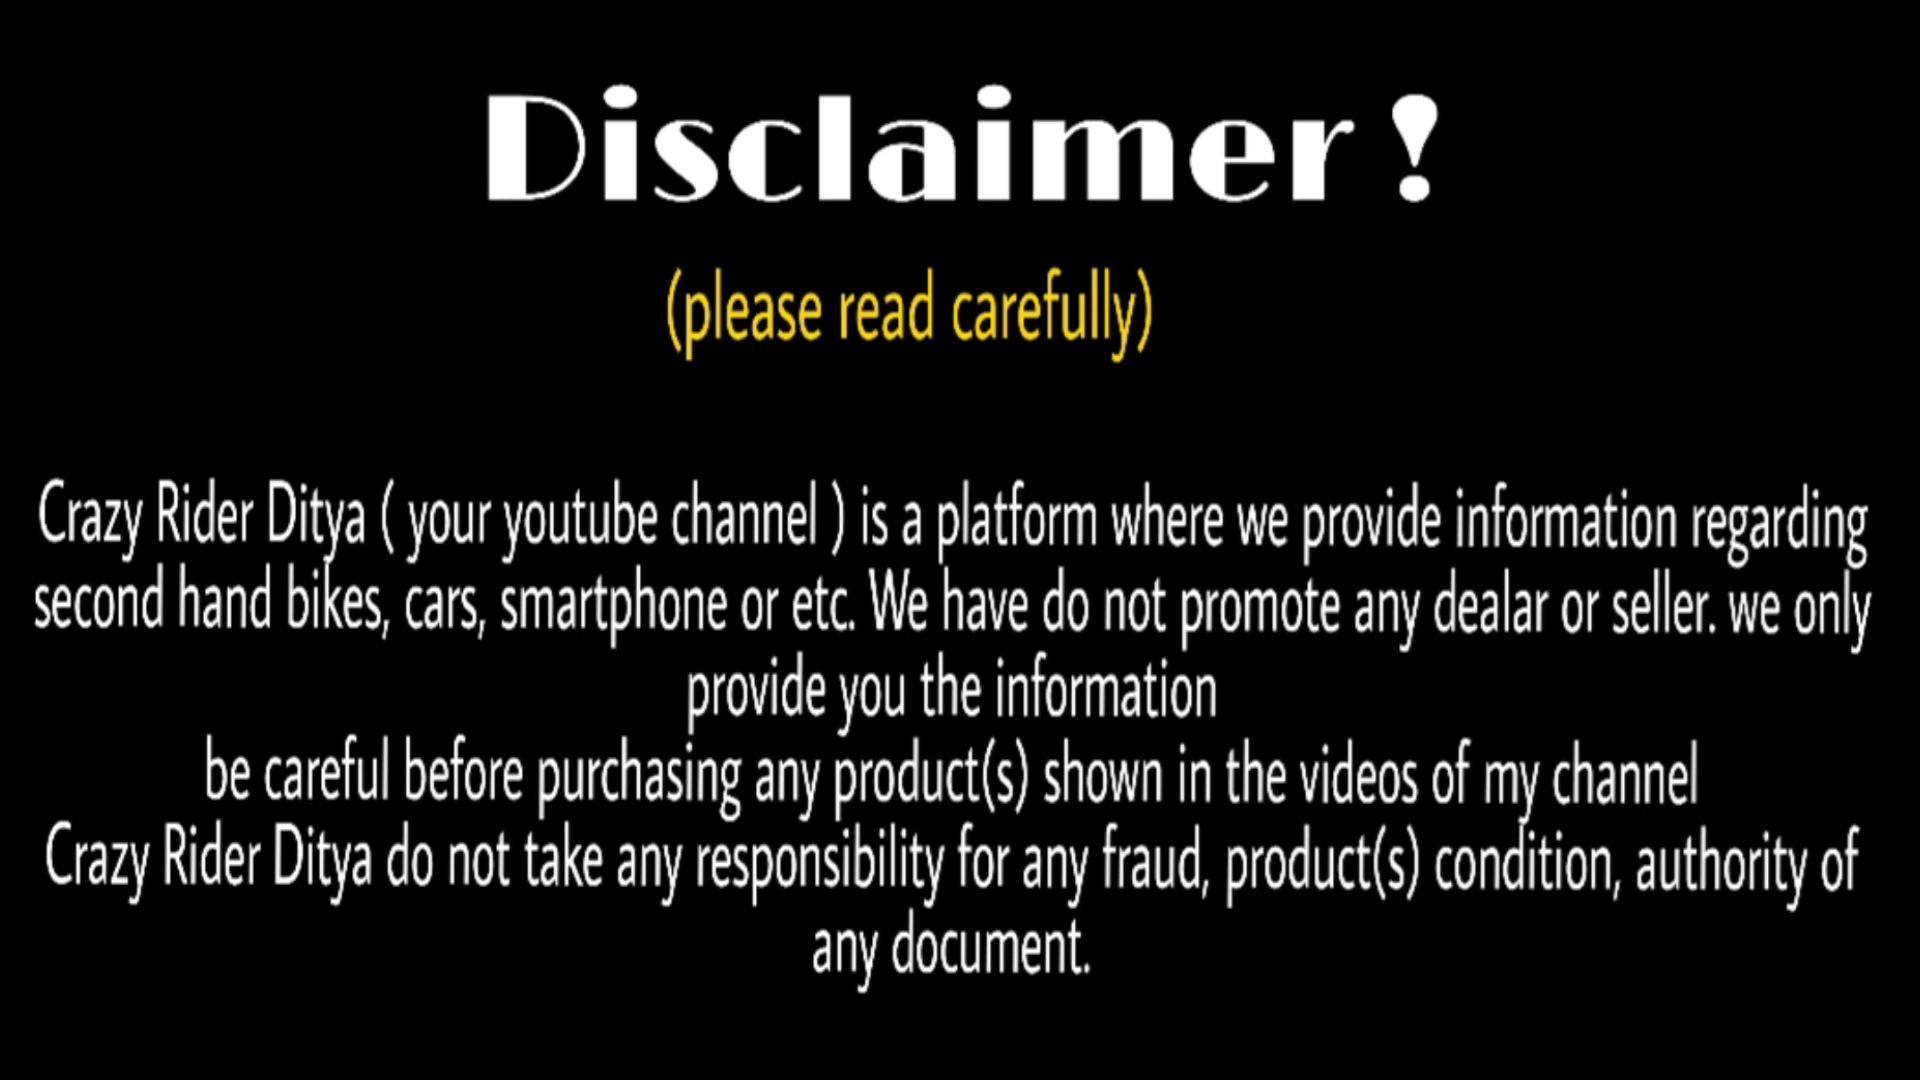 Disclaimer !
(please read carefully)
Crazy Rider Ditya ( your youtube channel ) is a platform where we provide information regarding
second hand bikes, cars, smartphone or etc. We have do not promote any dealar or seller. we only
provide you the information
be careful before purchasing any product(s) shown in the videos of my channel
Crazy Rider Ditya do not take any responsibility for any fraud, product(s) condition, authority of
any document.